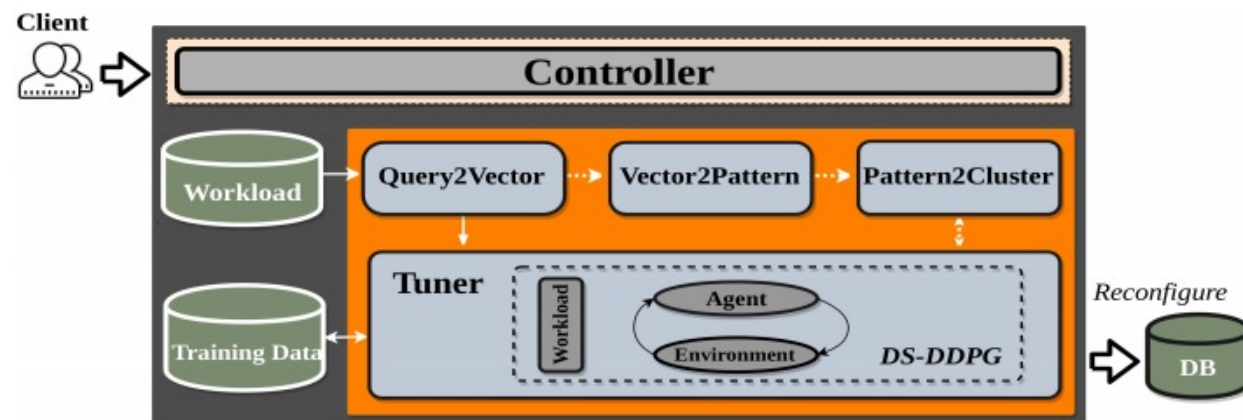 Client
Controller
Workload
Query2Vector
Vector2Pattern
Pattern2Cluster
Tuner
Workload
Agent
Environment
DS-DDPG
Training Data
Reconfigure
DB